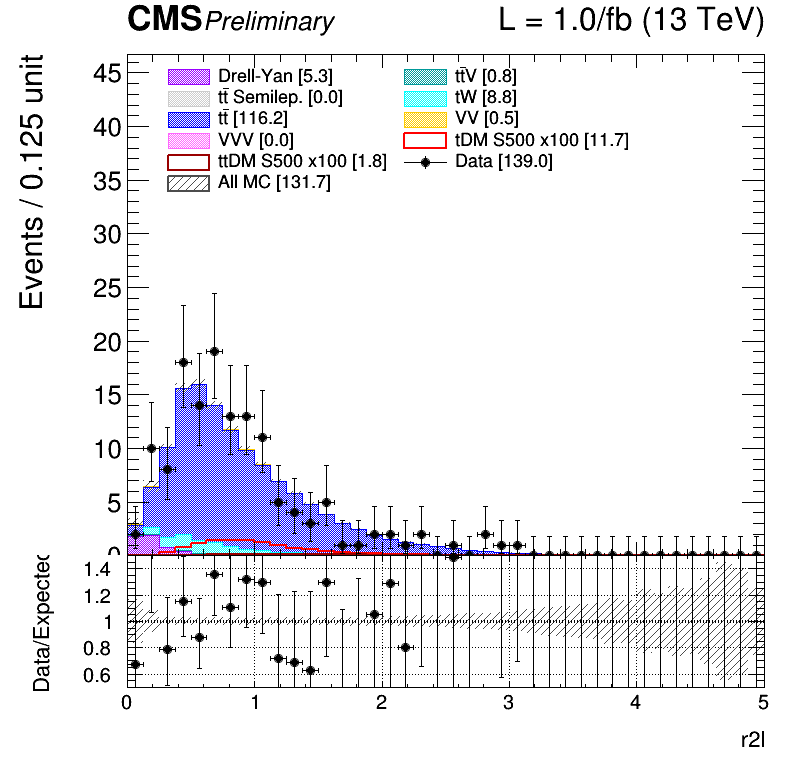 CMS Preliminary L = 1.0/fb (13 TeV)
Events / 0.125 unit
45
40
35
30
25
20
15
10
5
0
Drell-Yan [5.3]
tt̄ Semilep. [0.0]
tt̄ [116.2]
VVV [0.0]
ttDM S500 x100 [1.8]
All MC [131.7]
tt̄V [0.8]
tW [8.8]
VV [0.5]
tDM S500 x100 [11.7]
Data [139.0]
Data/Expected
1.4
1.2
1
0.8
0.6
0 1 2 3 4 5
r2l